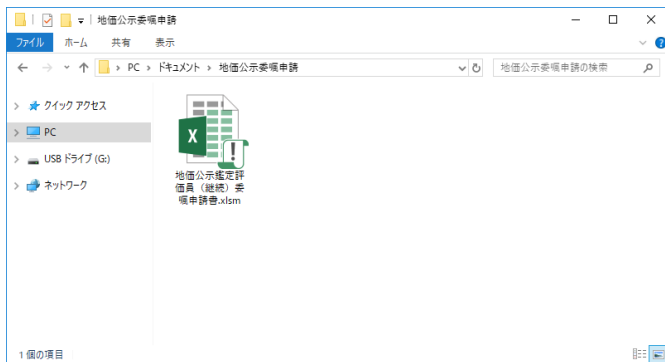 地価公示委嘱申請
ファイル ホーム 共有 表示
PC › ドキュメント › 地価公示委嘱申請
地価公示委嘱申請の検索
クイック アクセス
PC
USB ドライブ (G:)
ネットワーク
地価公示鑑定評
価員（継続）委
嘱申請書.xlsm
1 個の項目